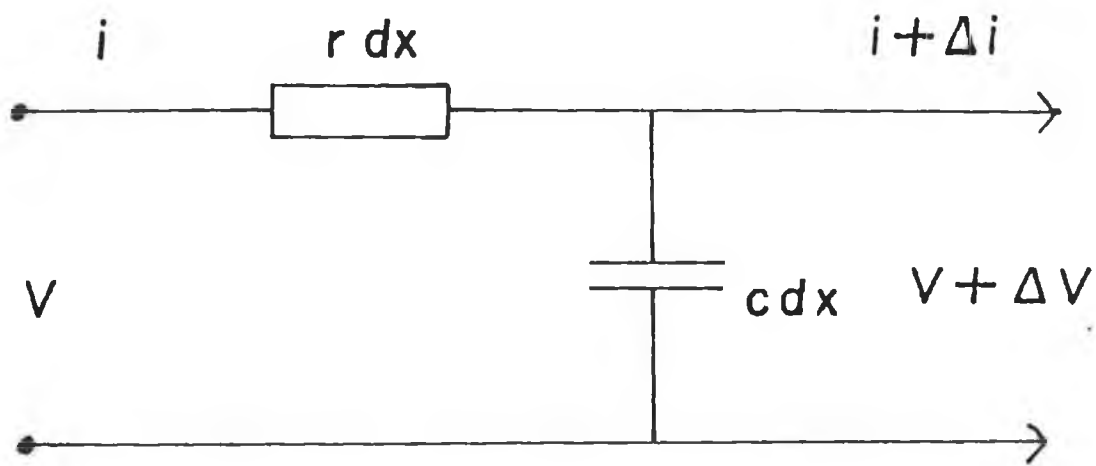 i
r dx
i + Δi
V
c dx
V + ΔV